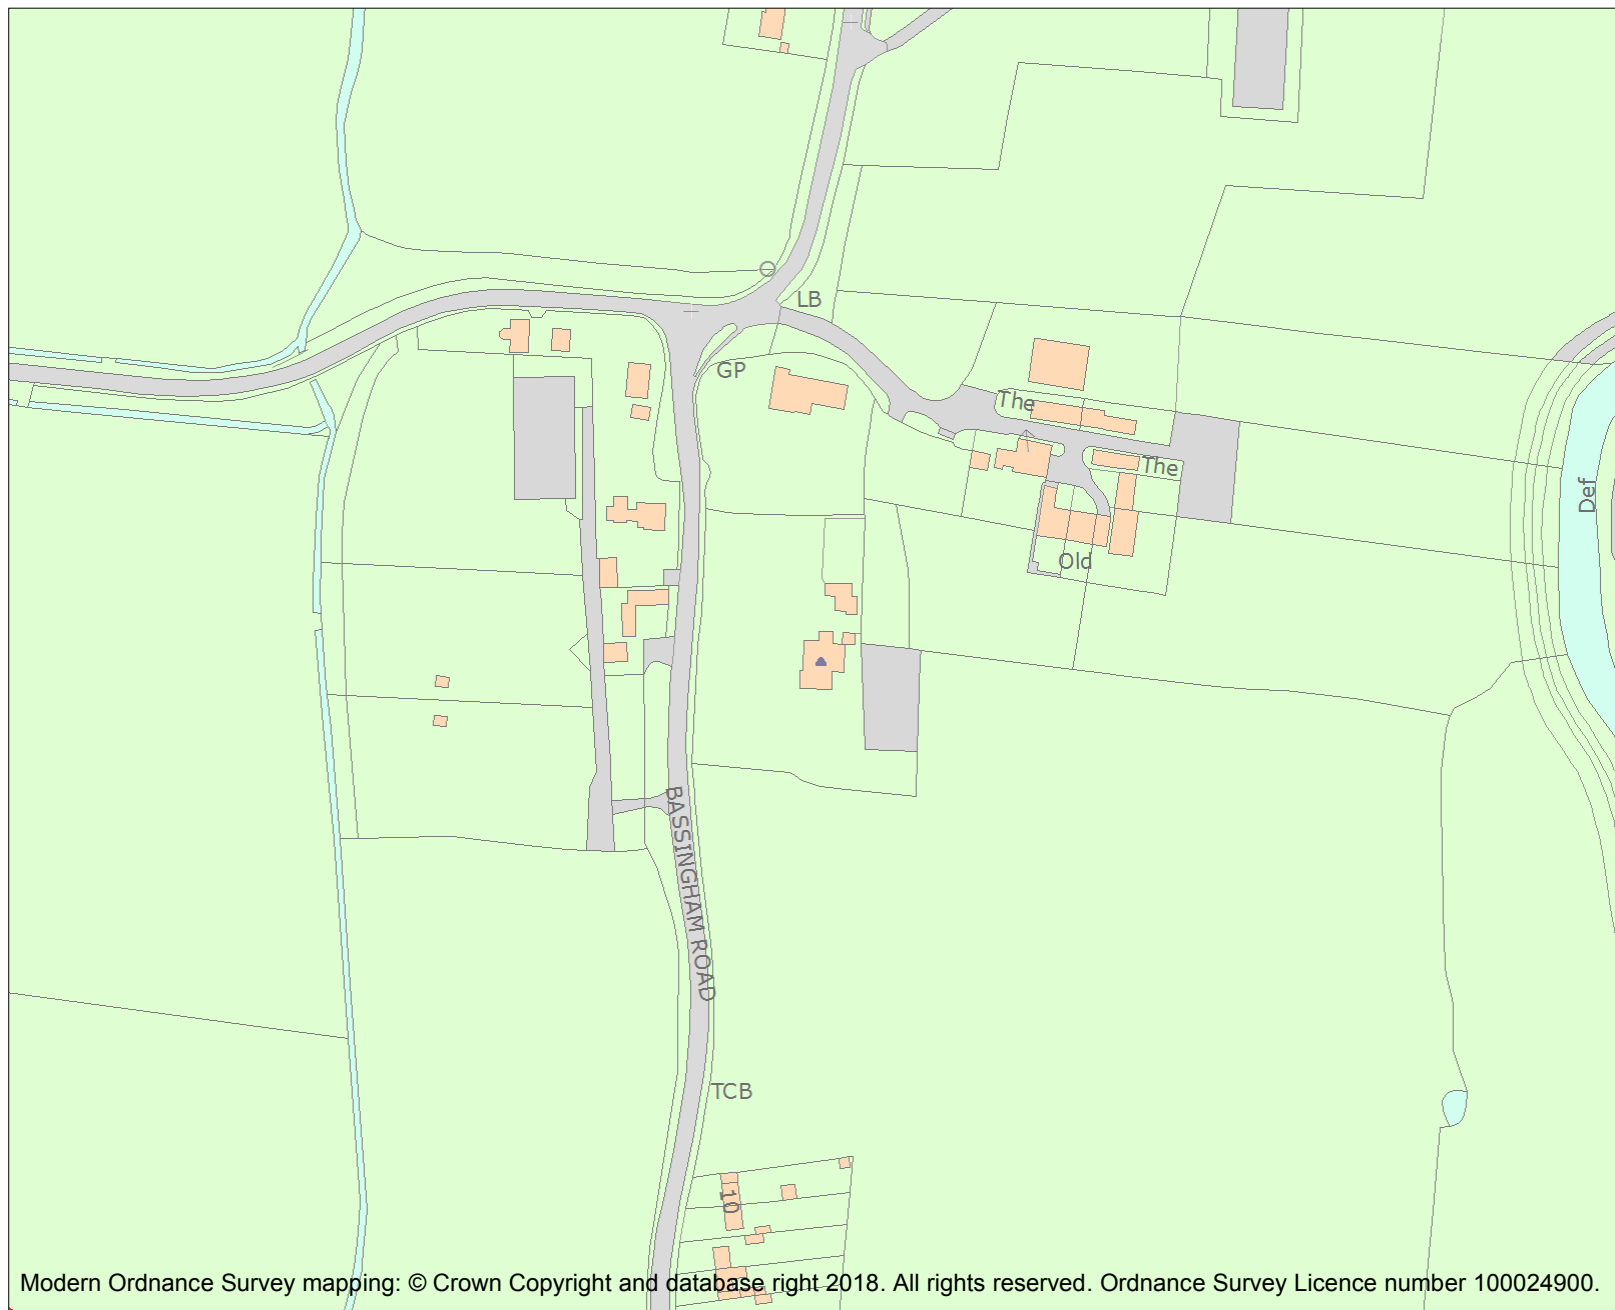 LB
GP
The
The
Def
Old
BASSINGHAM ROAD
TCB
10
Modern Ordnance Survey mapping: © Crown Copyright and database right 2018. All rights reserved. Ordnance Survey Licence number 100024900.